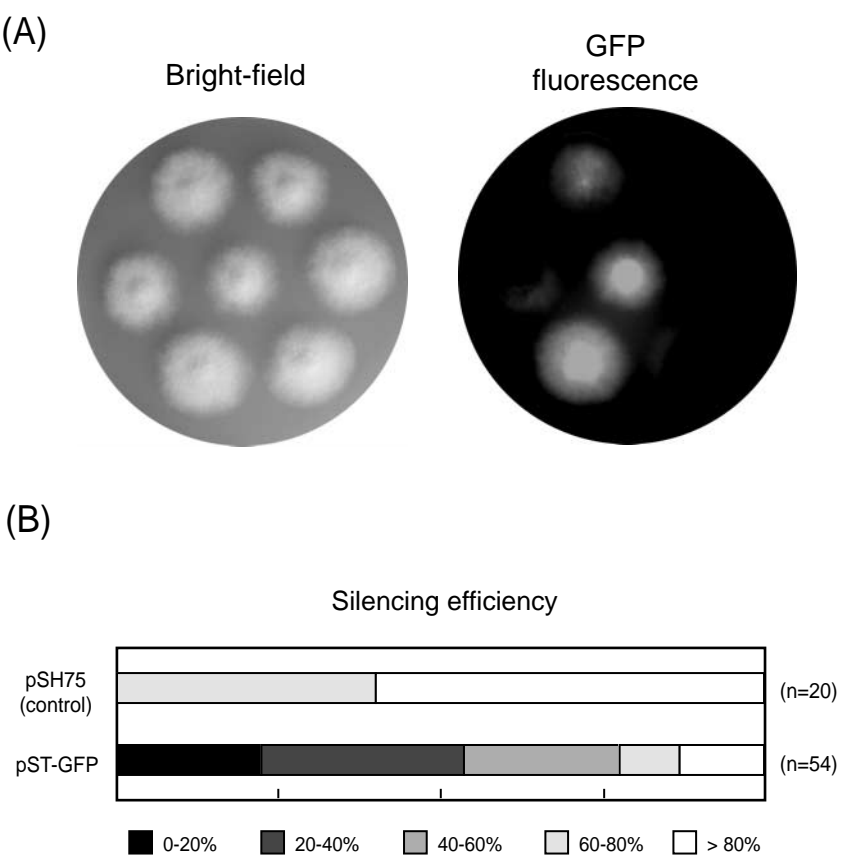 (A)
Bright-field
GFP
fluorescence
(B)
Silencing efficiency
pSH75
(control)
(n=20)
pST-GFP
(n=54)
0-20%
20-40%
40-60%
60-80%
> 80%